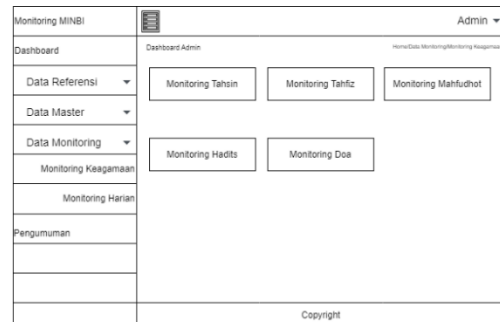 Monitoring MINBI
Admin
Dashboard
Dashboard Admin
Home/Data Monitoring/Monitoring Keagamaan
Data Referensi
Monitoring Tahsin
Monitoring Tahfiz
Monitoring Mahfudhot
Data Master
Data Monitoring
Monitoring Hadits
Monitoring Doa
Monitoring Keagamaan
Monitoring Harian
Pengumuman
Copyright